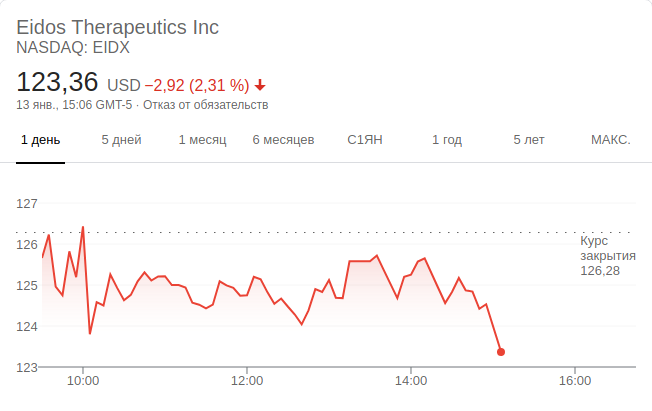 Eidos Therapeutics Inc
NASDAQ: EIDX
123,36 USD −2,92 (2,31 %)
13 янв., 15:06 GMT-5 · Отказ от обязательств
1 день 5 дней 1 месяц 6 месяцев С1ЯН 1 год 5 лет МАКС.
127
126
125
124
123
Курс
закрытия
126,28
10:00 12:00 14:00 16:00